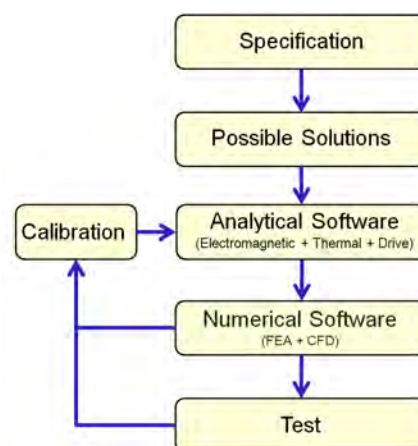 Specification
Possible Solutions
Calibration
Analytical Software
(Electromagnetic + Thermal + Drive)
Numerical Software
(FEA + CFD)
Test